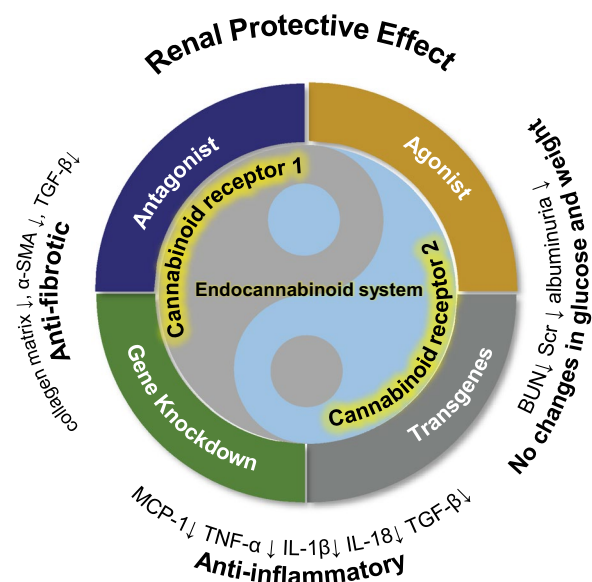 Renal Protective Effect
Antagonist
Agonist
Cannabinoid receptor 1
Endocannabinoid system
Cannabinoid receptor 2
Gene Knockdown
Transgenes
collagen matrix ↓, α-SMA ↓, TGF-β↓
Anti-fibrotic
BUN↓ Scr ↓ albuminuria ↓
No changes in glucose and weight
MCP-1↓ TNF-α ↓ IL-1β↓ IL-18↓ TGF-β↓
Anti-inflammatory